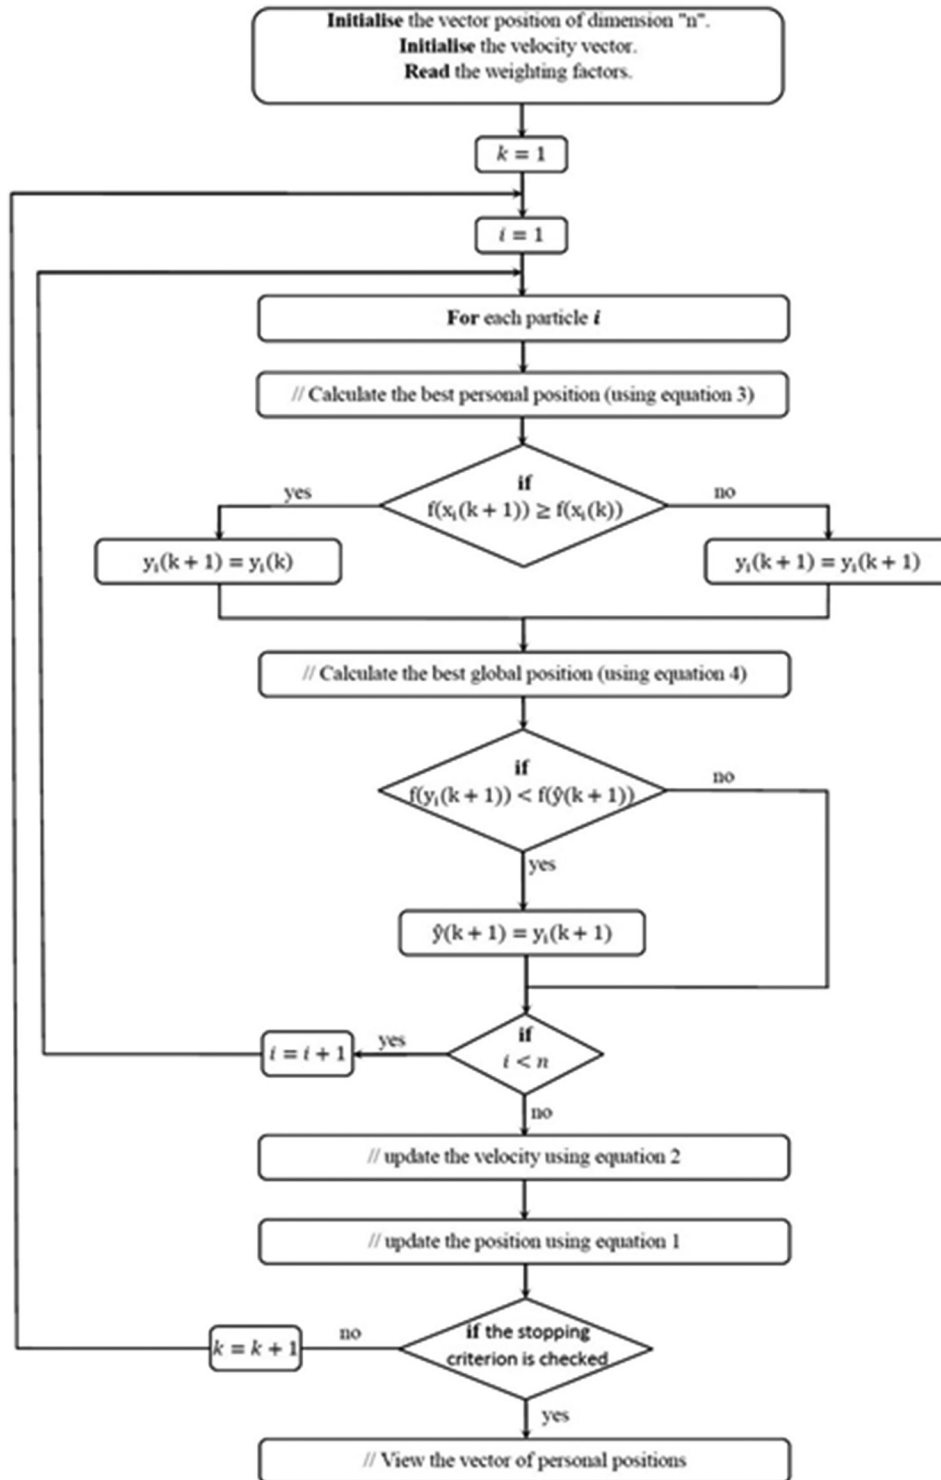 Initialise the vector position of dimension "n".
Initialise the velocity vector.
Read the weighting factors.
k = 1
i = 1
For each particle i
// Calculate the best personal position (using equation 3)
if
f(xᵢ(k + 1)) ≥ f(xᵢ(k))
yes
no
yᵢ(k + 1) = yᵢ(k)
yᵢ(k + 1) = yᵢ(k + 1)
// Calculate the best global position (using equation 4)
if
f(yᵢ(k + 1)) < f(ŷ(k + 1))
no
yes
ŷ(k + 1) = yᵢ(k + 1)
if
i < n
yes
i = i + 1
no
// update the velocity using equation 2
// update the position using equation 1
if the stopping
criterion is checked
no
k = k + 1
yes
// View the vector of personal positions